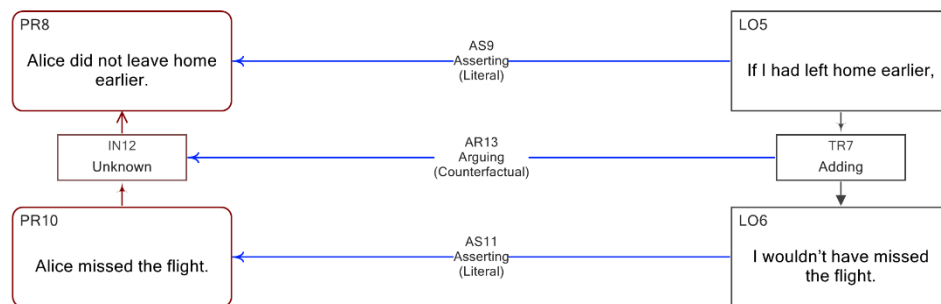 PR8
Alice did not leave home
earlier.
AS9
Asserting
(Literal)
LO5
If I had left home earlier,
IN12
Unknown
AR13
Arguing
(Counterfactual)
TR7
Adding
PR10
Alice missed the flight.
AS11
Asserting
(Literal)
LO6
I wouldn't have missed
the flight.